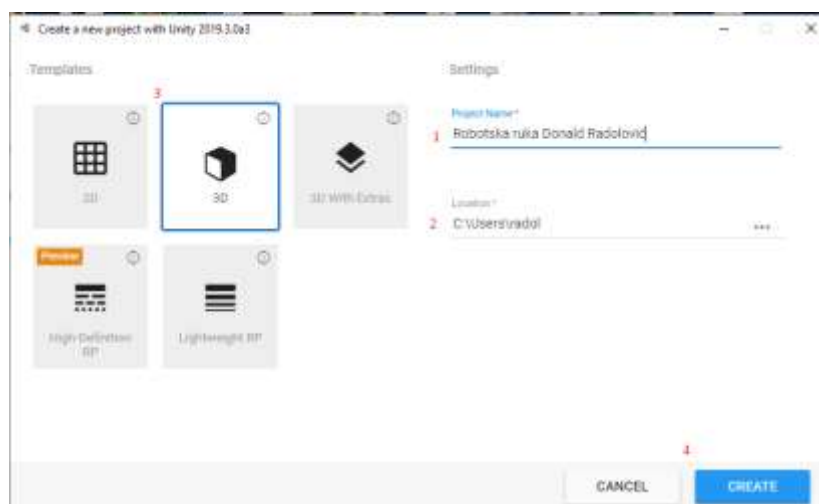 Create a new project with Unity 2019.3.0a3
Templates
Settings
3
2D
3D
3D With Extras
Preview
High-Definition RP
Lightweight RP
Project Name*
1
Robotska ruka Donald Radolović
Location*
2
C:\Users\radol
...
4
CANCEL
CREATE